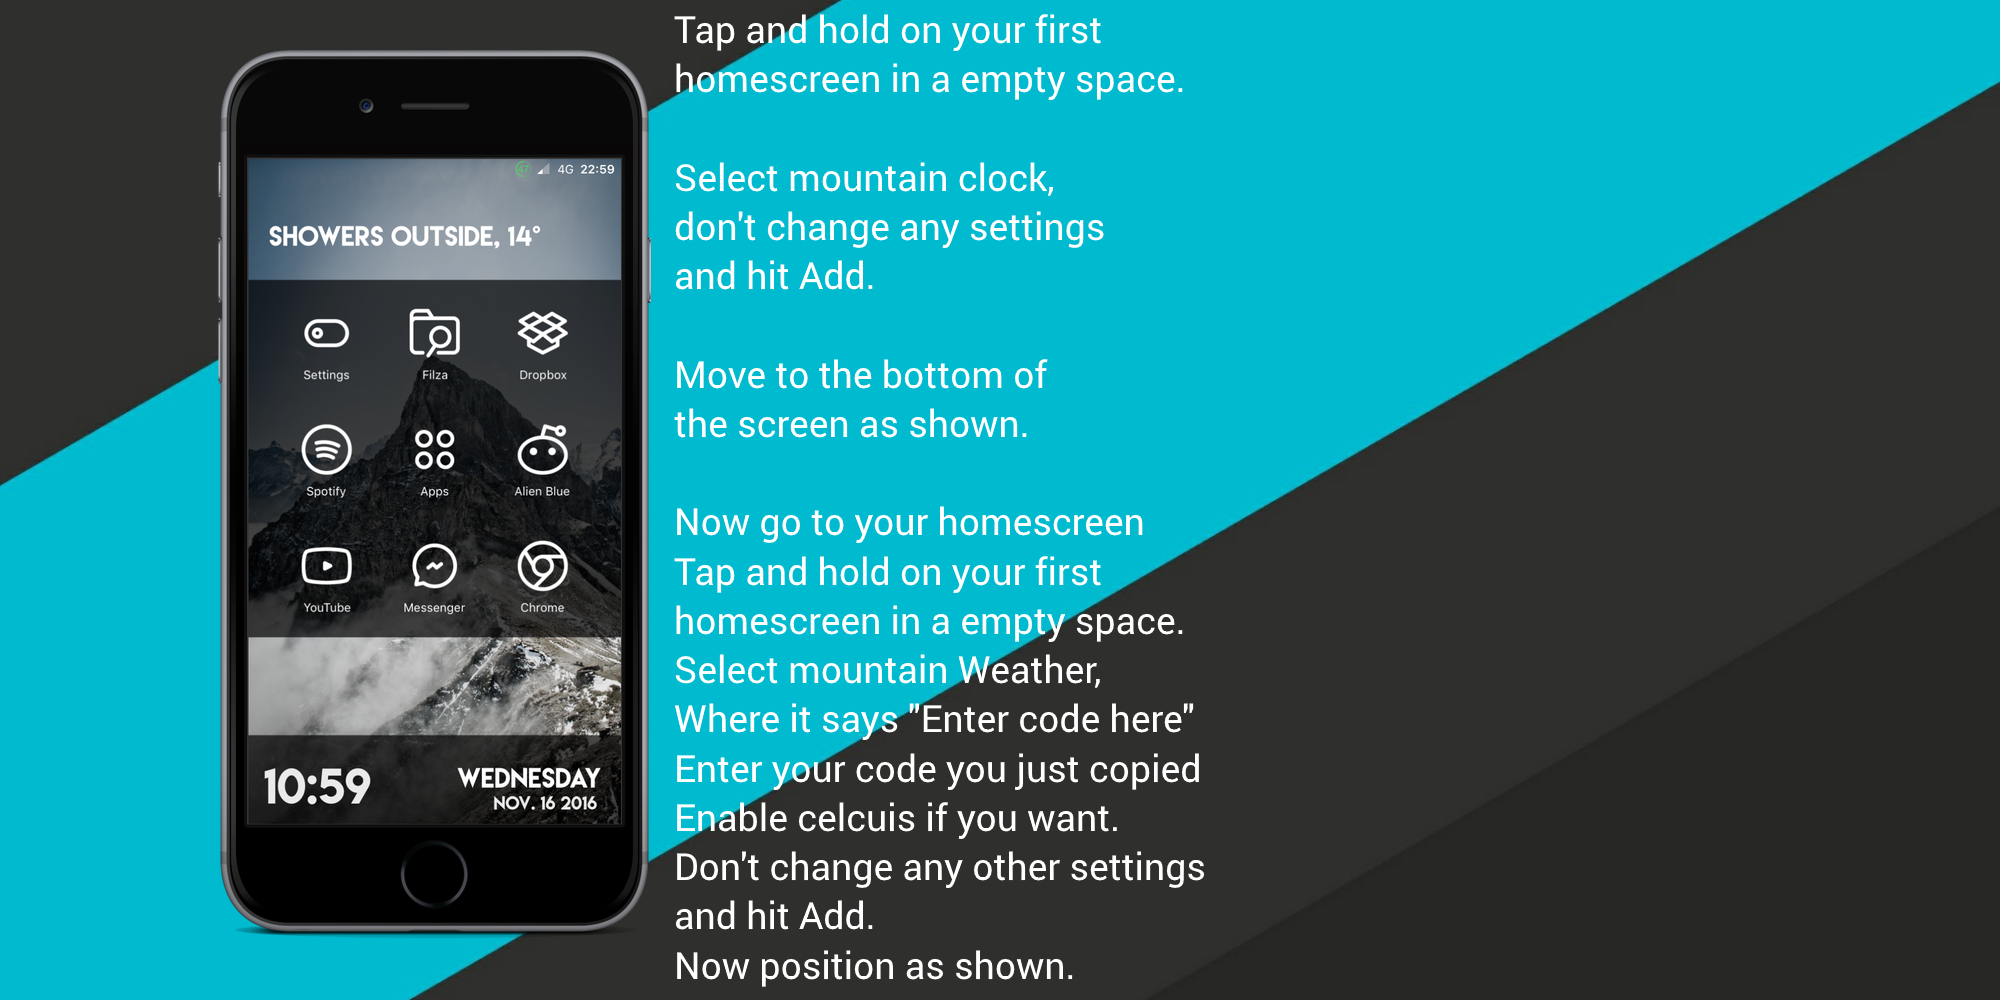 47 4G 22:59
SHOWERS OUTSIDE, 14°
Settings Filza Dropbox
Spotify Apps Alien Blue
YouTube Messenger Chrome
10:59 WEDNESDAY
NOV. 16 2016
Tap and hold on your first
homescreen in a empty space.
Select mountain clock,
don't change any settings
and hit Add.
Move to the bottom of
the screen as shown.
Now go to your homescreen
Tap and hold on your first
homescreen in a empty space.
Select mountain Weather,
Where it says "Enter code here"
Enter your code you just copied
Enable celcuis if you want.
Don't change any other settings
and hit Add.
Now position as shown.